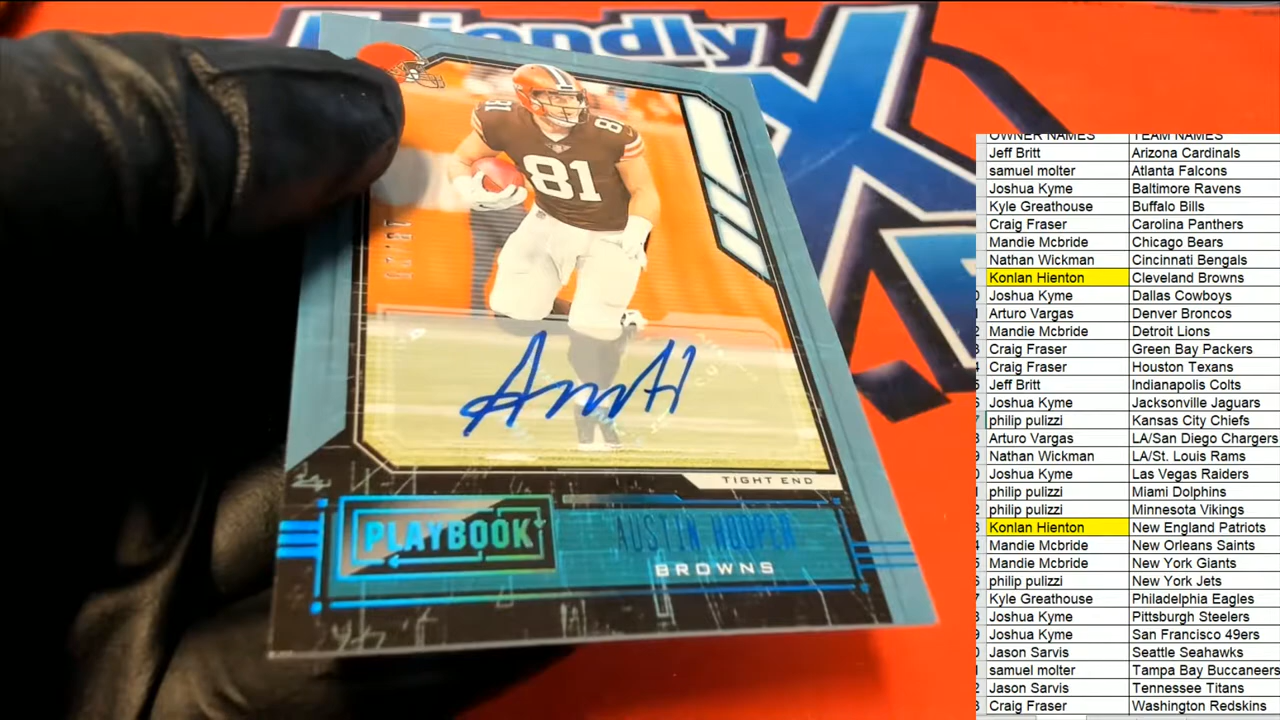 Friendly
81
81
81
TIGHT END
PLAYBOOK
AUSTIN HOOPER
BROWNS
OWNER NAMES TEAM NAMES
Jeff Britt Arizona Cardinals
samuel molter Atlanta Falcons
Joshua Kyme Baltimore Ravens
Kyle Greathouse Buffalo Bills
Craig Fraser Carolina Panthers
Mandie Mcbride Chicago Bears
Nathan Wickman Cincinnati Bengals
Konlan Hienton Cleveland Browns
Joshua Kyme Dallas Cowboys
Arturo Vargas Denver Broncos
Mandie Mcbride Detroit Lions
Craig Fraser Green Bay Packers
Craig Fraser Houston Texans
Jeff Britt Indianapolis Colts
Joshua Kyme Jacksonville Jaguars
philip pulizzi Kansas City Chiefs
Arturo Vargas LA/San Diego Chargers
Nathan Wickman LA/St. Louis Rams
Joshua Kyme Las Vegas Raiders
philip pulizzi Miami Dolphins
philip pulizzi Minnesota Vikings
Konlan Hienton New England Patriots
Mandie Mcbride New Orleans Saints
Mandie Mcbride New York Giants
philip pulizzi New York Jets
Kyle Greathouse Philadelphia Eagles
Joshua Kyme Pittsburgh Steelers
Joshua Kyme San Francisco 49ers
Jason Sarvis Seattle Seahawks
samuel molter Tampa Bay Buccaneers
Jason Sarvis Tennessee Titans
Craig Fraser Washington Redskins